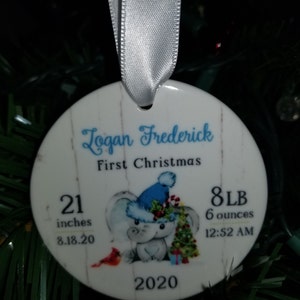 Logan Frederick
First Christmas
21
inches
8.18.20
8LB
6 ounces
12:52 AM
2020